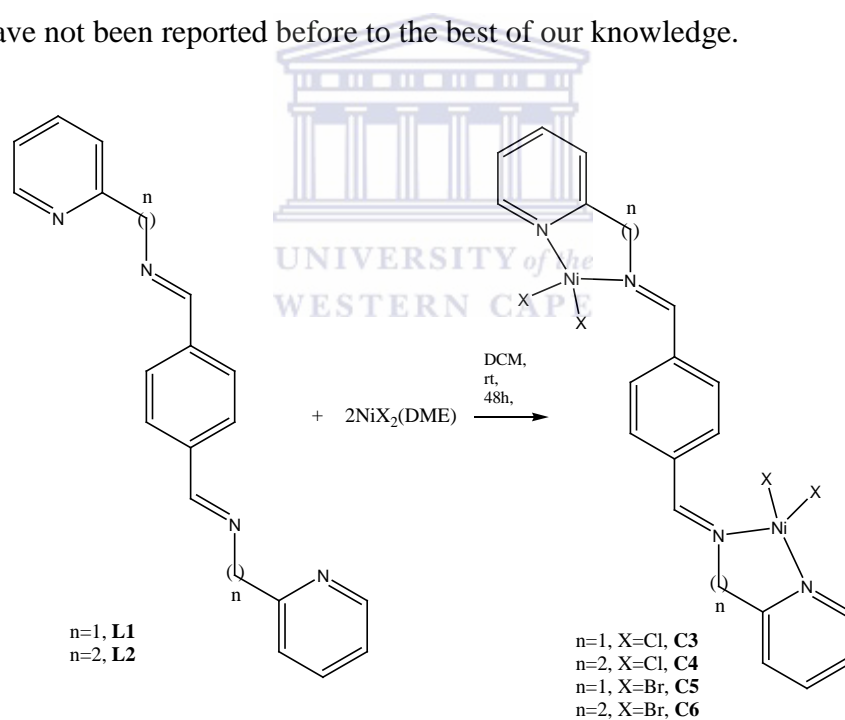 ave not been reported before to the best of our knowledge.
UNIVERSITY of the
WESTERN CAPE
n
( )
N
N
N
( )
n
N
n=1, L1
n=2, L2
+ 2NiX2(DME)
DCM,
rt,
48h,
n
( )
N
N
Ni
X
X
X
X
Ni
N
N
( )
n
n=1, X=Cl, C3
n=2, X=Cl, C4
n=1, X=Br, C5
n=2, X=Br, C6